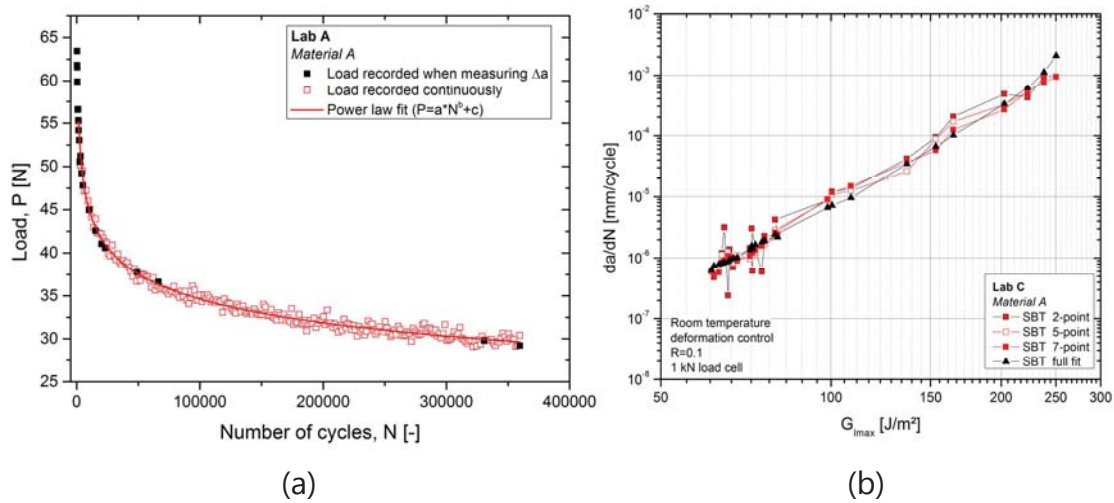 65
60
55
50
45
40
35
30
25
Load, P [N]
0
100000
200000
300000
400000
Number of cycles, N [-]
Lab A
Material A
Load recorded when measuring Δa
Load recorded continuously
Power law fit (P=a*Nᵇ+c)
(a)
10⁻²
10⁻³
10⁻⁴
10⁻⁵
10⁻⁶
10⁻⁷
10⁻⁸
da/dN [mm/cycle]
50
100
150
200
250
300
G_Imax [J/m²]
Room temperature
deformation control
R=0.1
1 kN load cell
Lab C
Material A
SBT 2-point
SBT 5-point
SBT 7-point
SBT full fit
(b)